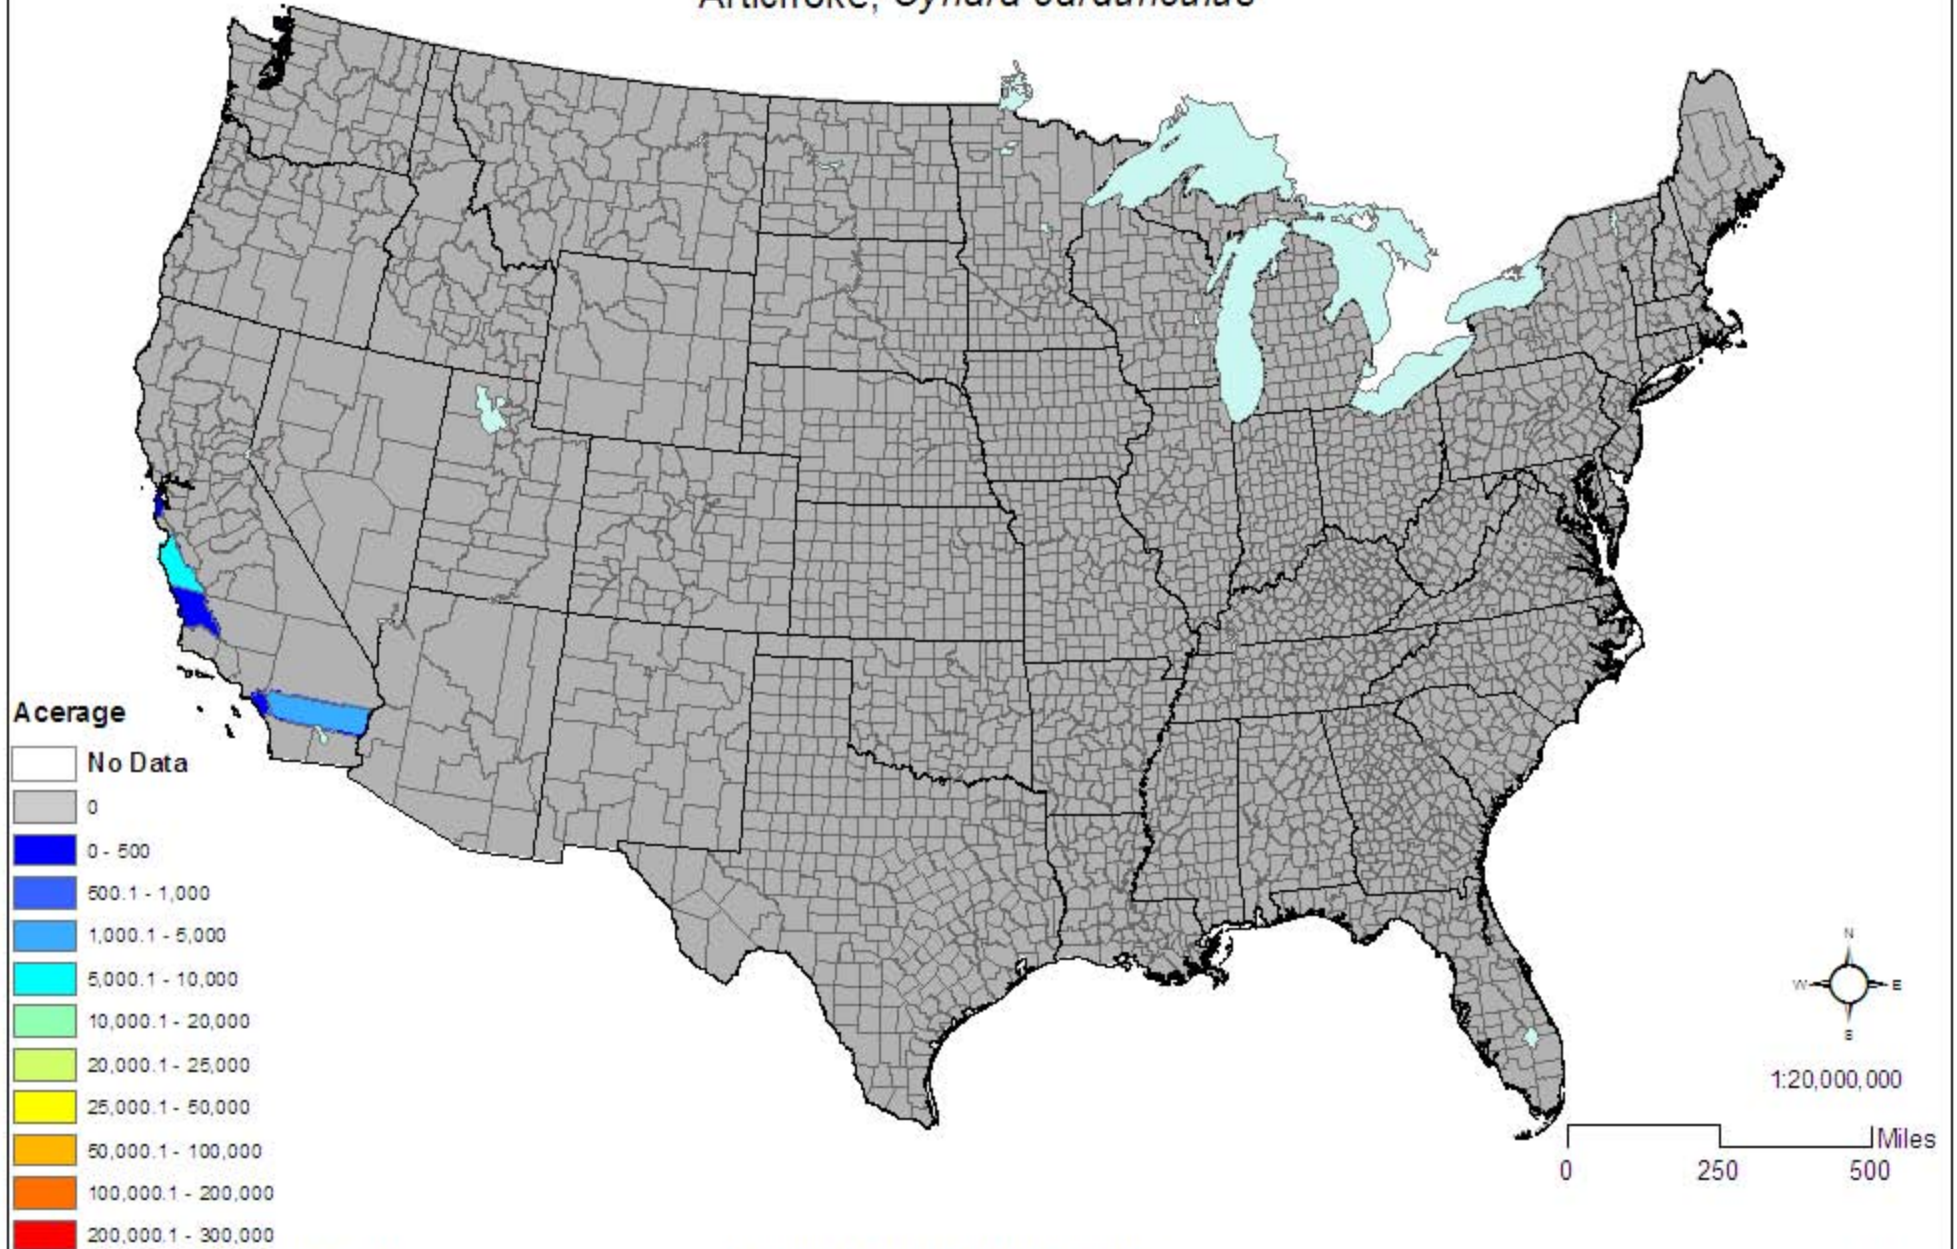 Artichoke, Cynara cardunculus
Acerage
No Data
0
0 - 500
500.1 - 1,000
1,000.1 - 5,000
5,000.1 - 10,000
10,000.1 - 20,000
20,000.1 - 25,000
25,000.1 - 50,000
50,000.1 - 100,000
100,000.1 - 200,000
200,000.1 - 300,000
N
W E
S
1:20,000,000
Miles
0 250 500